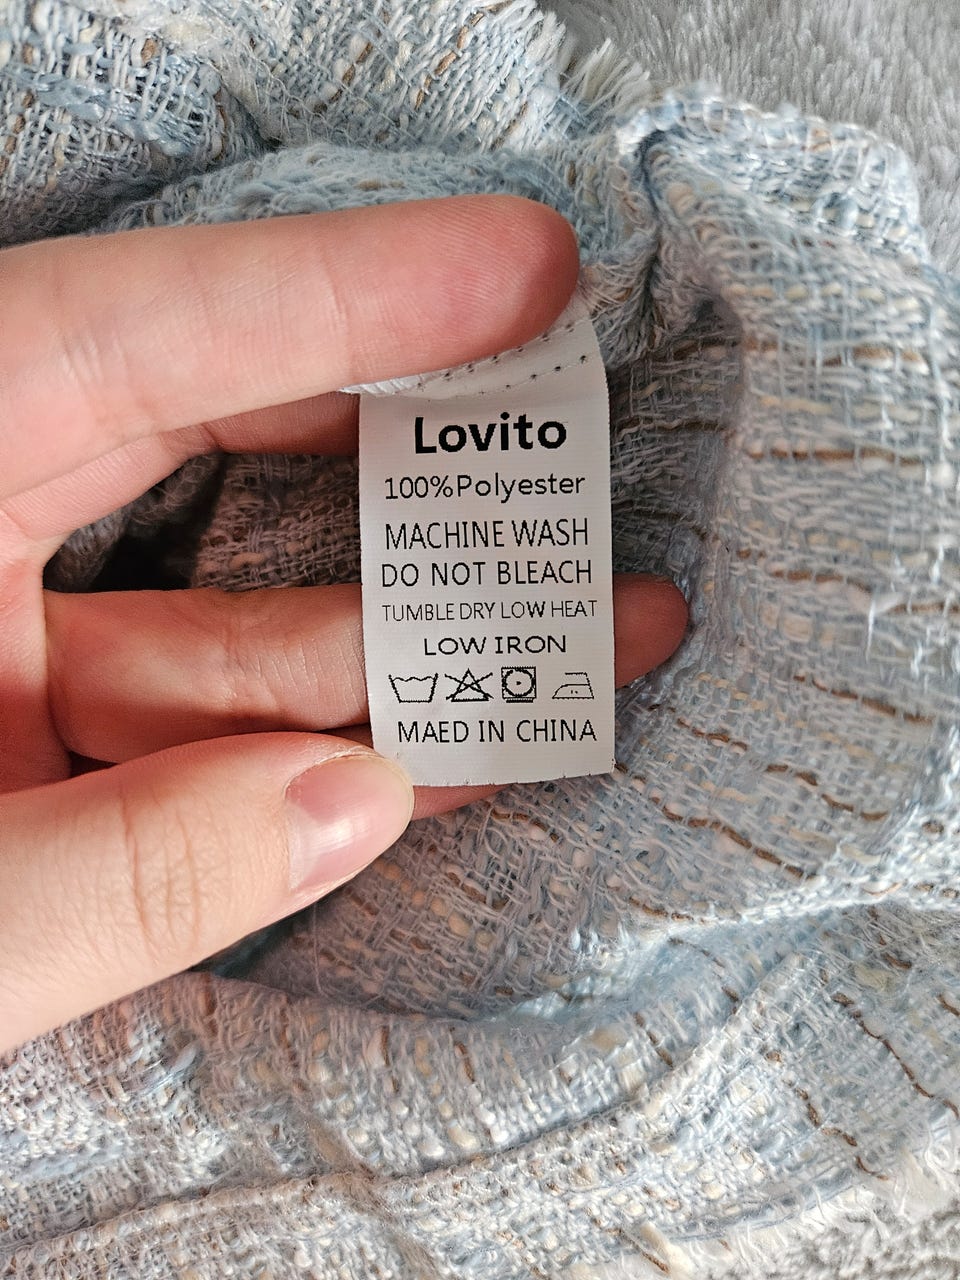 Lovito
100%Polyester
MACHINE WASH
DO NOT BLEACH
TUMBLE DRY LOW HEAT
LOW IRON
MAED IN CHINA